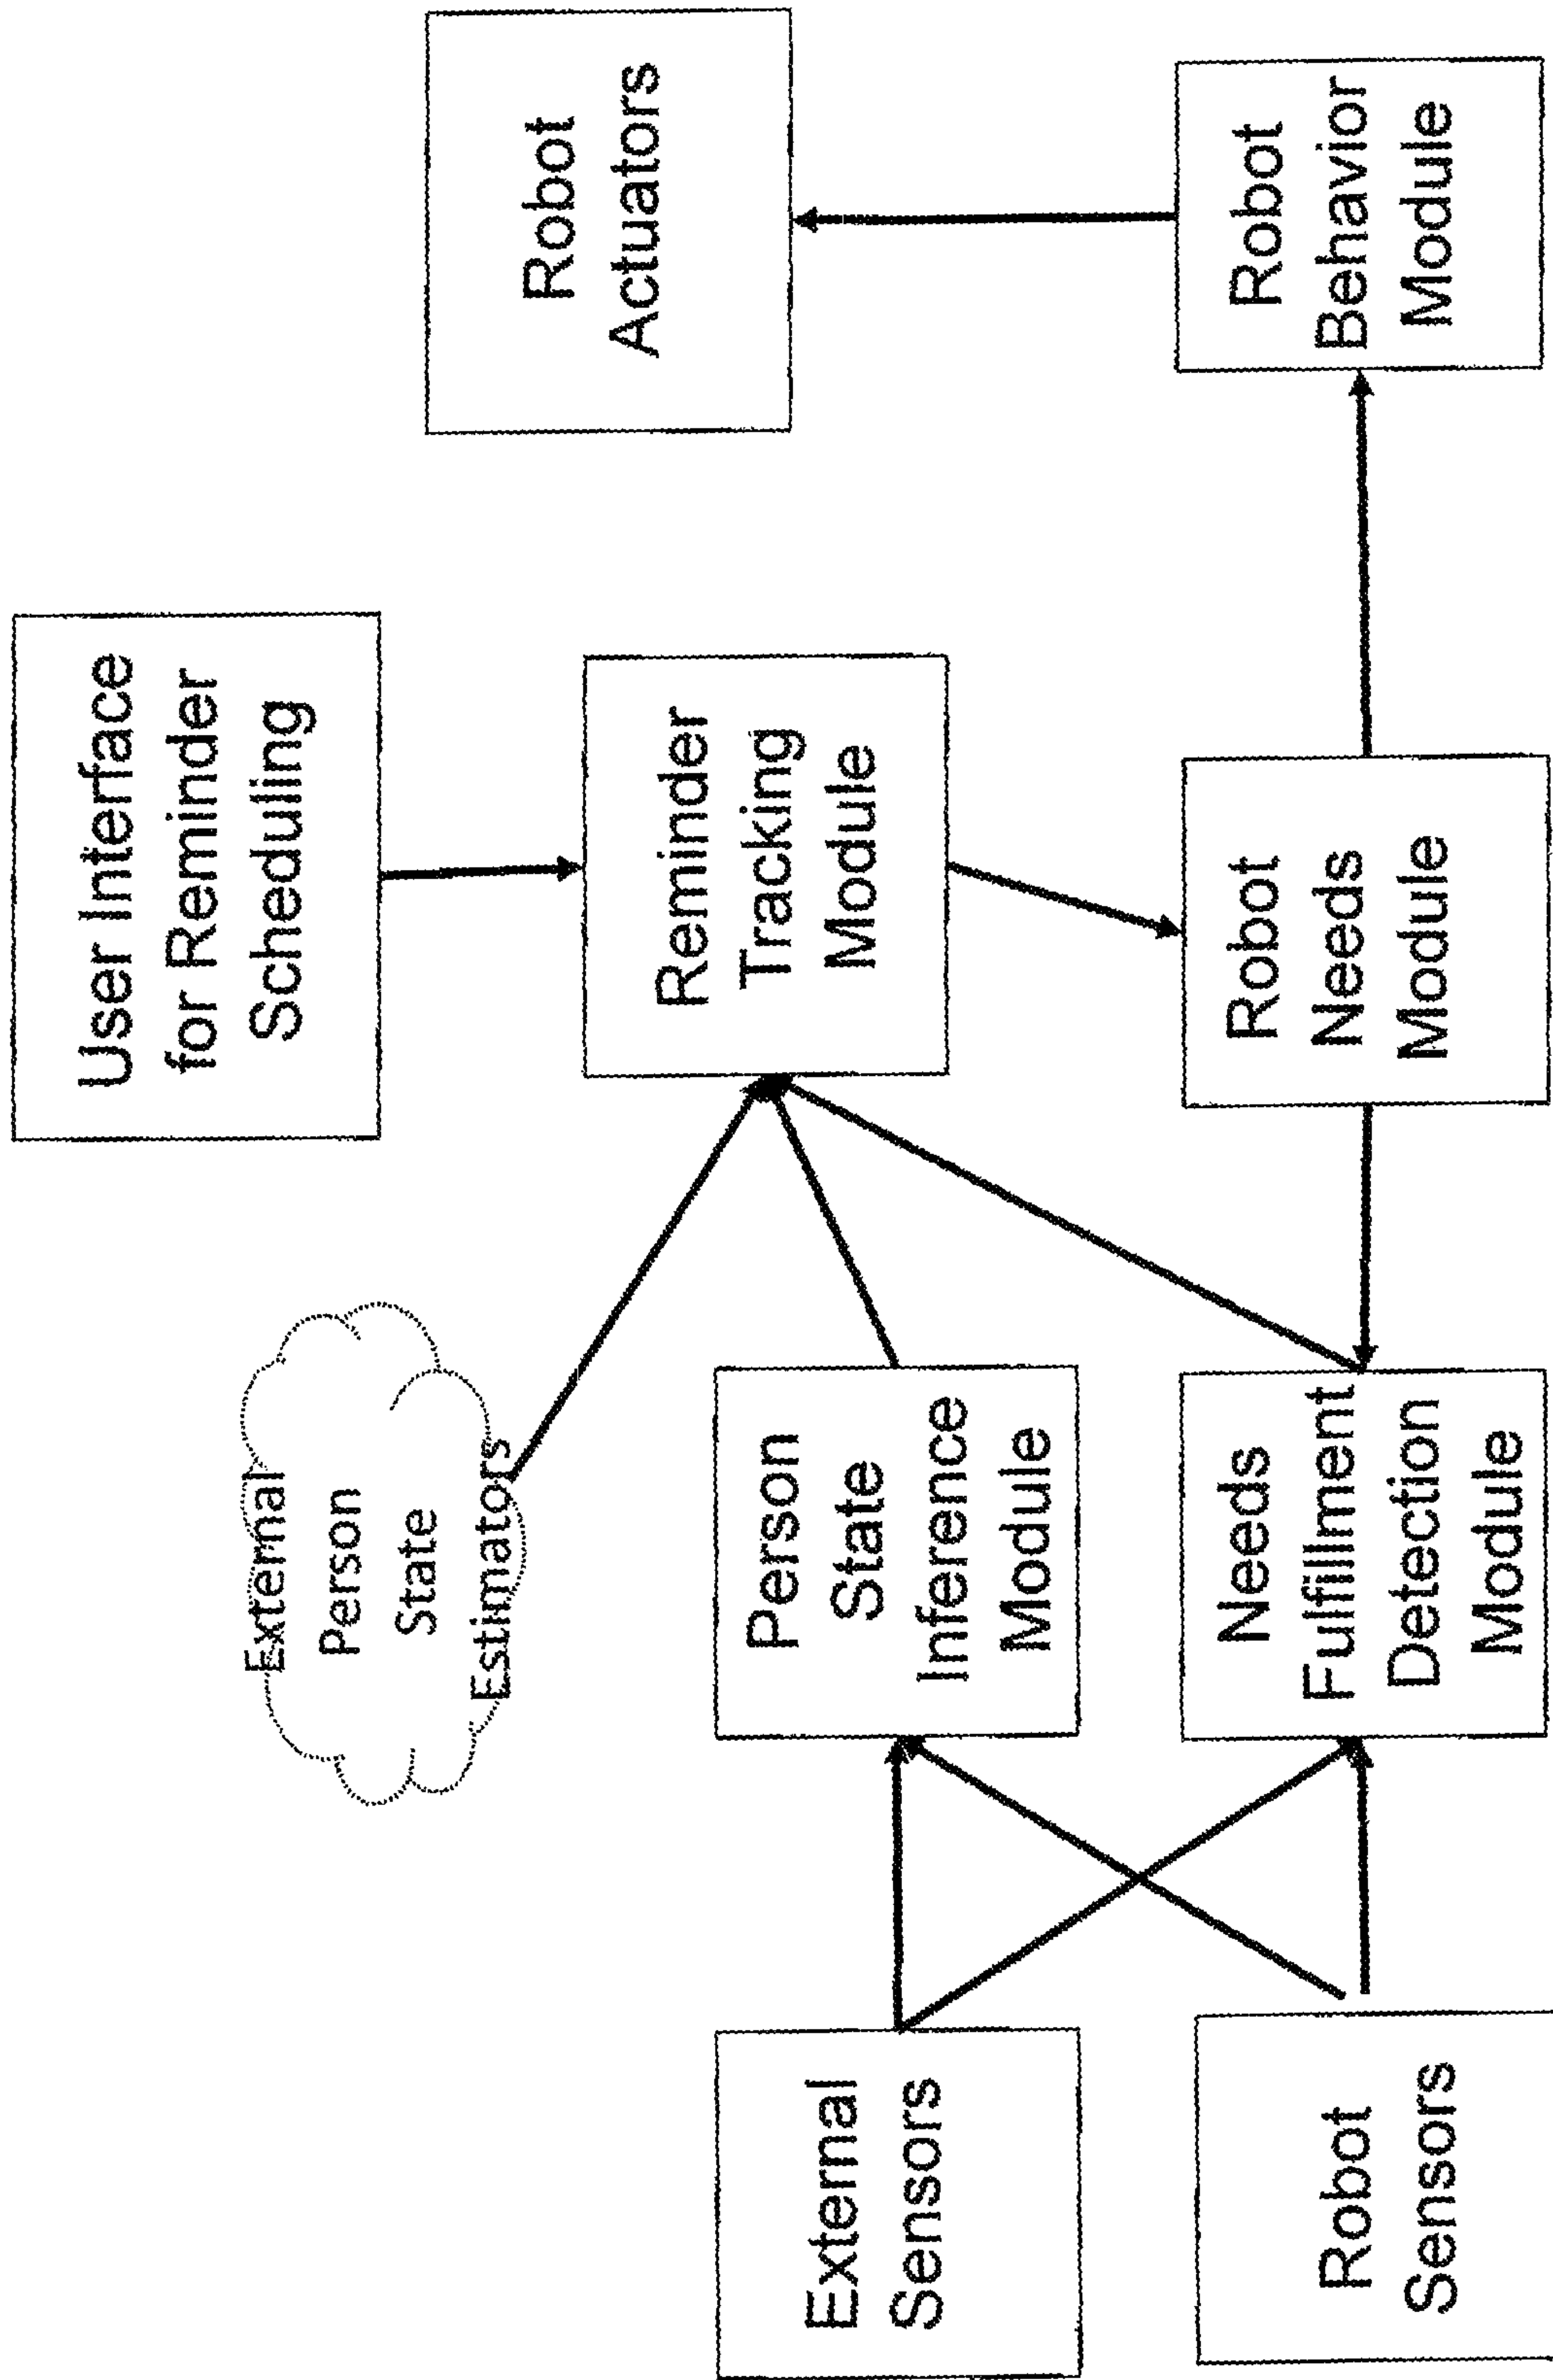 User Interface
for Reminder
Scheduling
External
Person
State
Estimators
Reminder
Tracking
Module
Robot
Actuators
External
Sensors
Person
State
Inference
Module
Robot
Sensors
Needs
Fulfillment
Detection
Module
Robot
Needs
Module
Robot
Behavior
Module